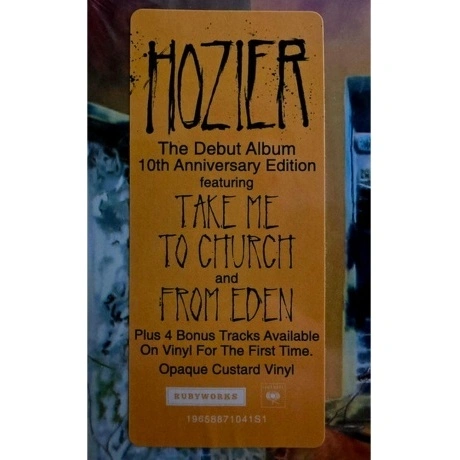 HOZIER
The Debut Album
10th Anniversary Edition
featuring
TAKE ME
TO CHURCH
and
FROM EDEN
Plus 4 Bonus Tracks Available
On Vinyl For The First Time.
Opaque Custard Vinyl
RUBYWORKS
19658871041S1